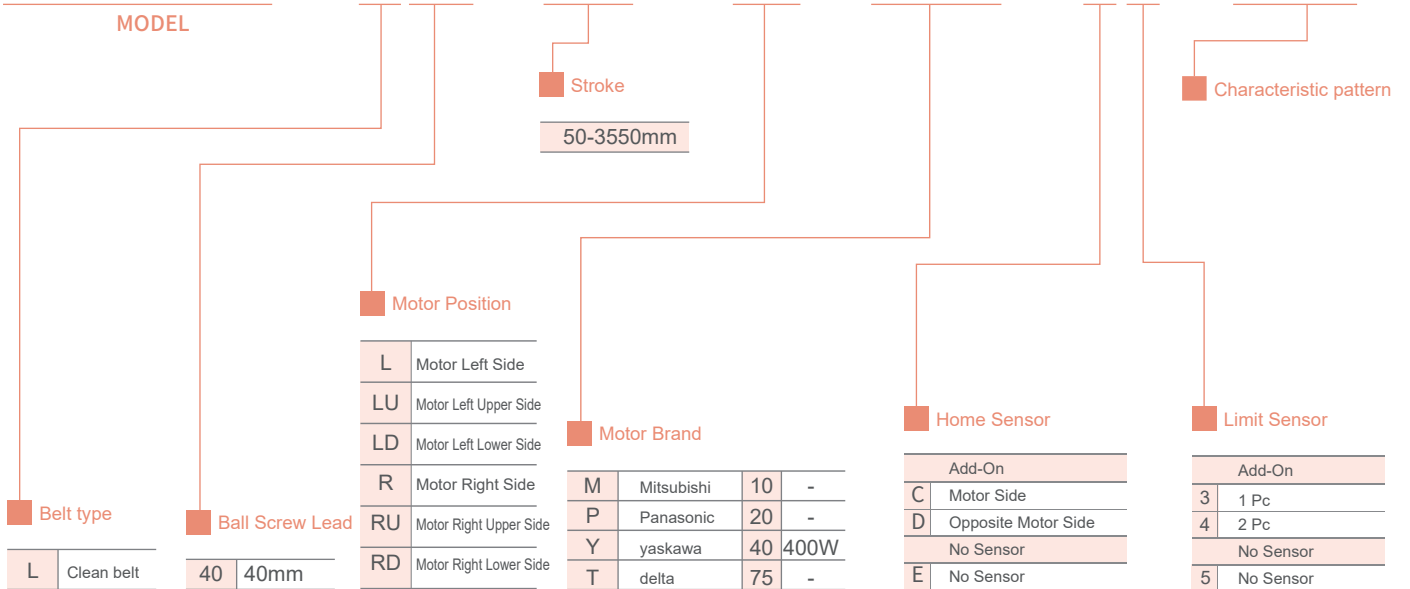 MODEL
Stroke
50-3550mm
Characteristic pattern
Motor Position
L Motor Left Side
LU Motor Left Upper Side
LD Motor Left Lower Side
R Motor Right Side
RU Motor Right Upper Side
RD Motor Right Lower Side
Motor Brand
M Mitsubishi 10 -
P Panasonic 20 -
Y yaskawa 40 400W
T delta 75 -
Home Sensor
Add-On
C Motor Side
D Opposite Motor Side
No Sensor
E No Sensor
Limit Sensor
Add-On
3 1 Pc
4 2 Pc
No Sensor
5 No Sensor
Belt type
L Clean belt
Ball Screw Lead
40 40mm